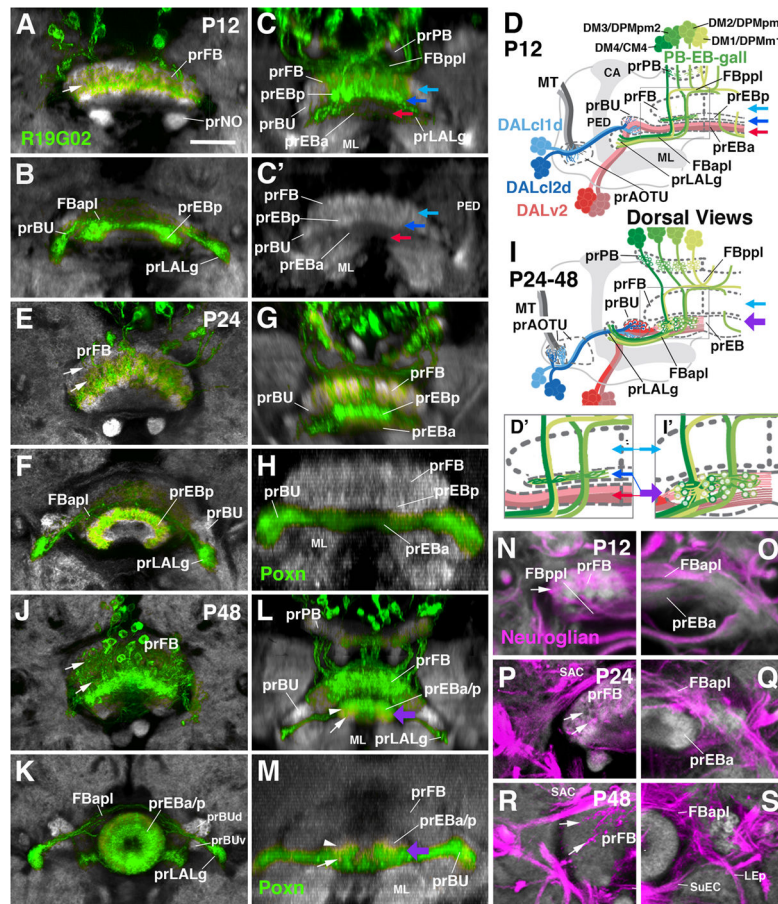 A
P12
prFB
R19G02
prNO
B
FBapl
prEBp
prBU
prLALg
C
prPB
FBppl
prFB
prEBp
prBU
prEBa
ML
prLALg
C'
prFB
prEBp
PED
prBU
prEBa
ML
D
P12
DM3/DPMpm2
DM2/DPMpm1
DM4/CM4
DM1/DPMm1
PB-EB-gall
prPB
CA
FBppl
MT
prBU
prFB
prEBp
PED
DALcl1d
ML
FBapl
prEBa
DALcl2d
prLALg
prAOTU
DALv2
Dorsal Views
E
P24
prFB
F
FBapl
prEBp
prBU
prLALg
G
prFB
prBU
prEBp
prEBa
H
prFB
prEBp
prBU
ML
prEBa
Poxn
I
P24-48
prPB
FBppl
prFB
MT
prBU
prAOTU
prEB
FBapl
prLALg
D'
I'
J
P48
prFB
K
FBapl
prEBa/p
prBUd
prBUv
prLALg
L
prPB
prFB
prBU
prEBa/p
ML
prLALg
M
prFB
prEBa/p
prBU
Poxn
ML
N
P12
FBppl
prFB
Neuroglian
O
FBapl
prEBa
P
SAC
P24
prFB
Q
FBapl
prEBa
R
SAC
P48
prFB
S
FBapl
LEp
SuEC